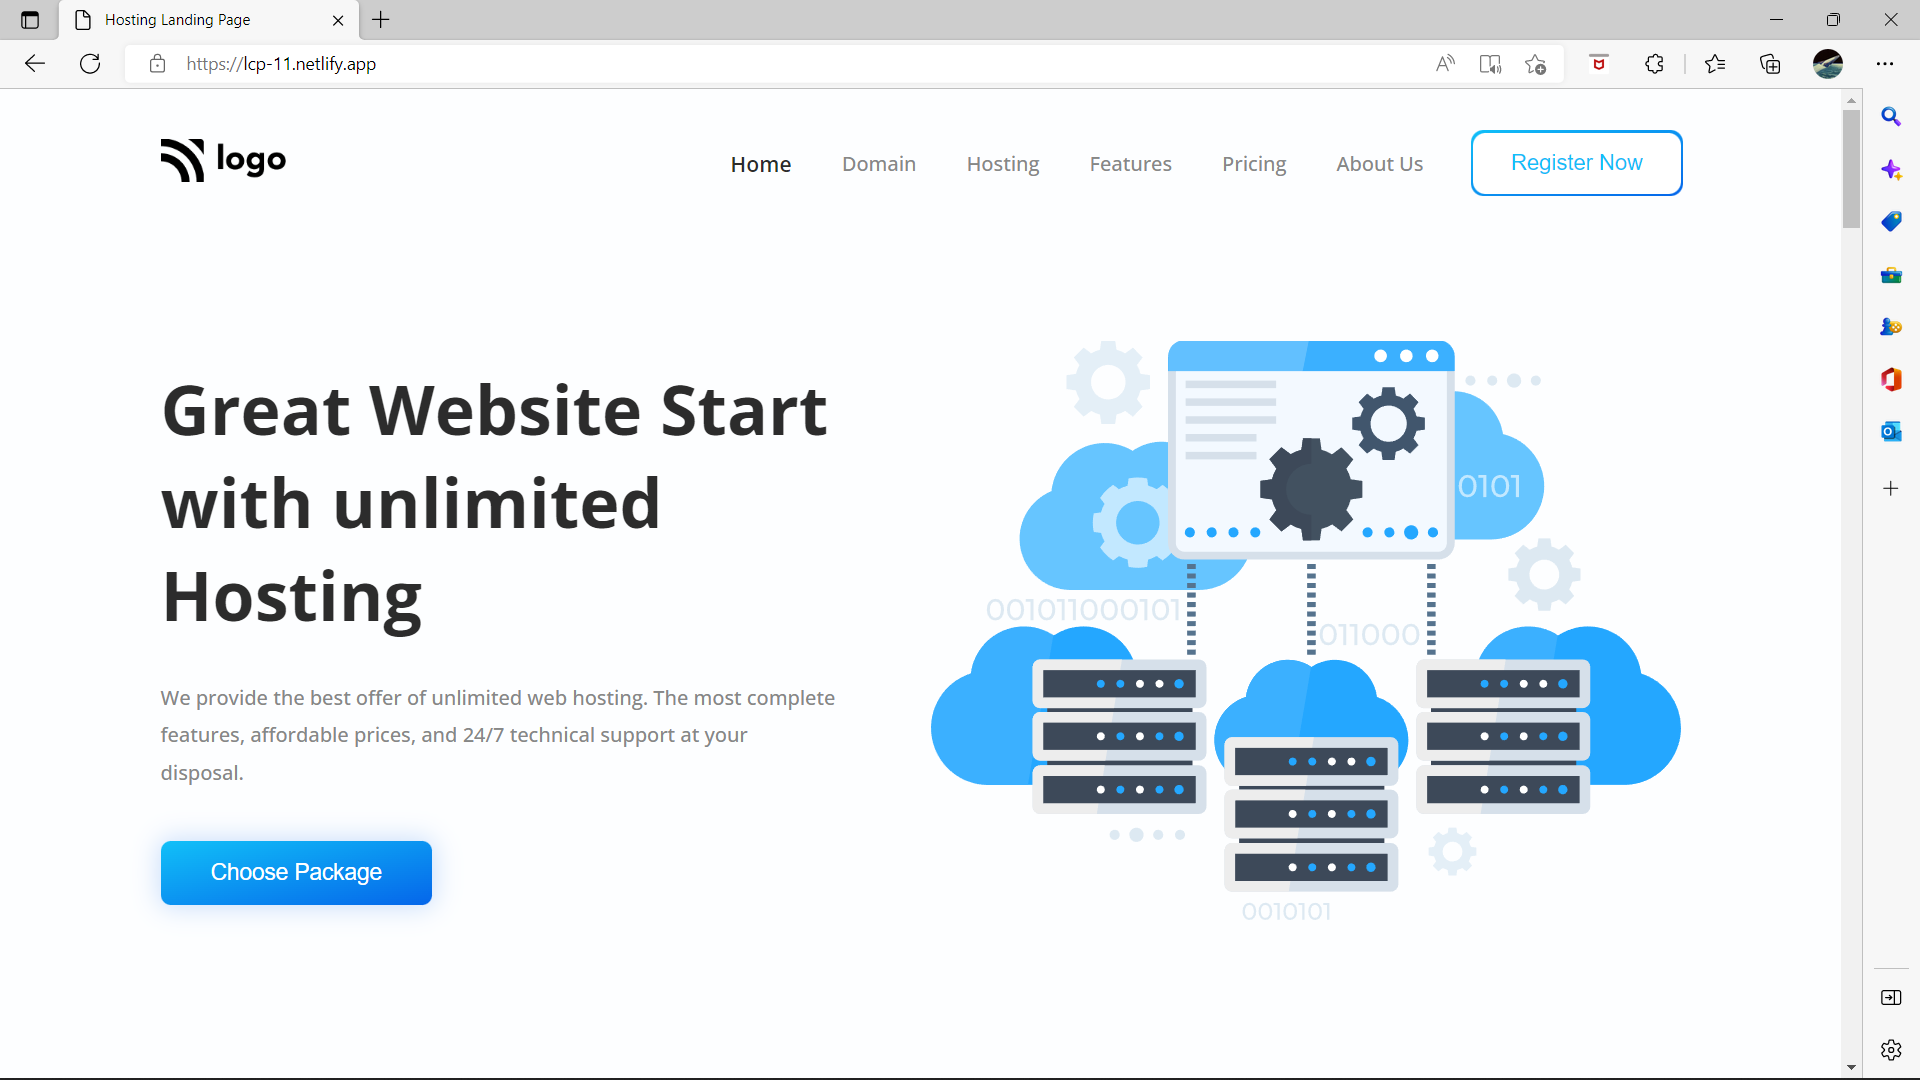 Hosting Landing Page
https://lcp-11.netlify.app
logo
Home Domain Hosting Features Pricing About Us Register Now
Great Website Start
with unlimited
Hosting
We provide the best offer of unlimited web hosting. The most complete
features, affordable prices, and 24/7 technical support at your
disposal.
Choose Package
0101
001011000101
011000
0010101